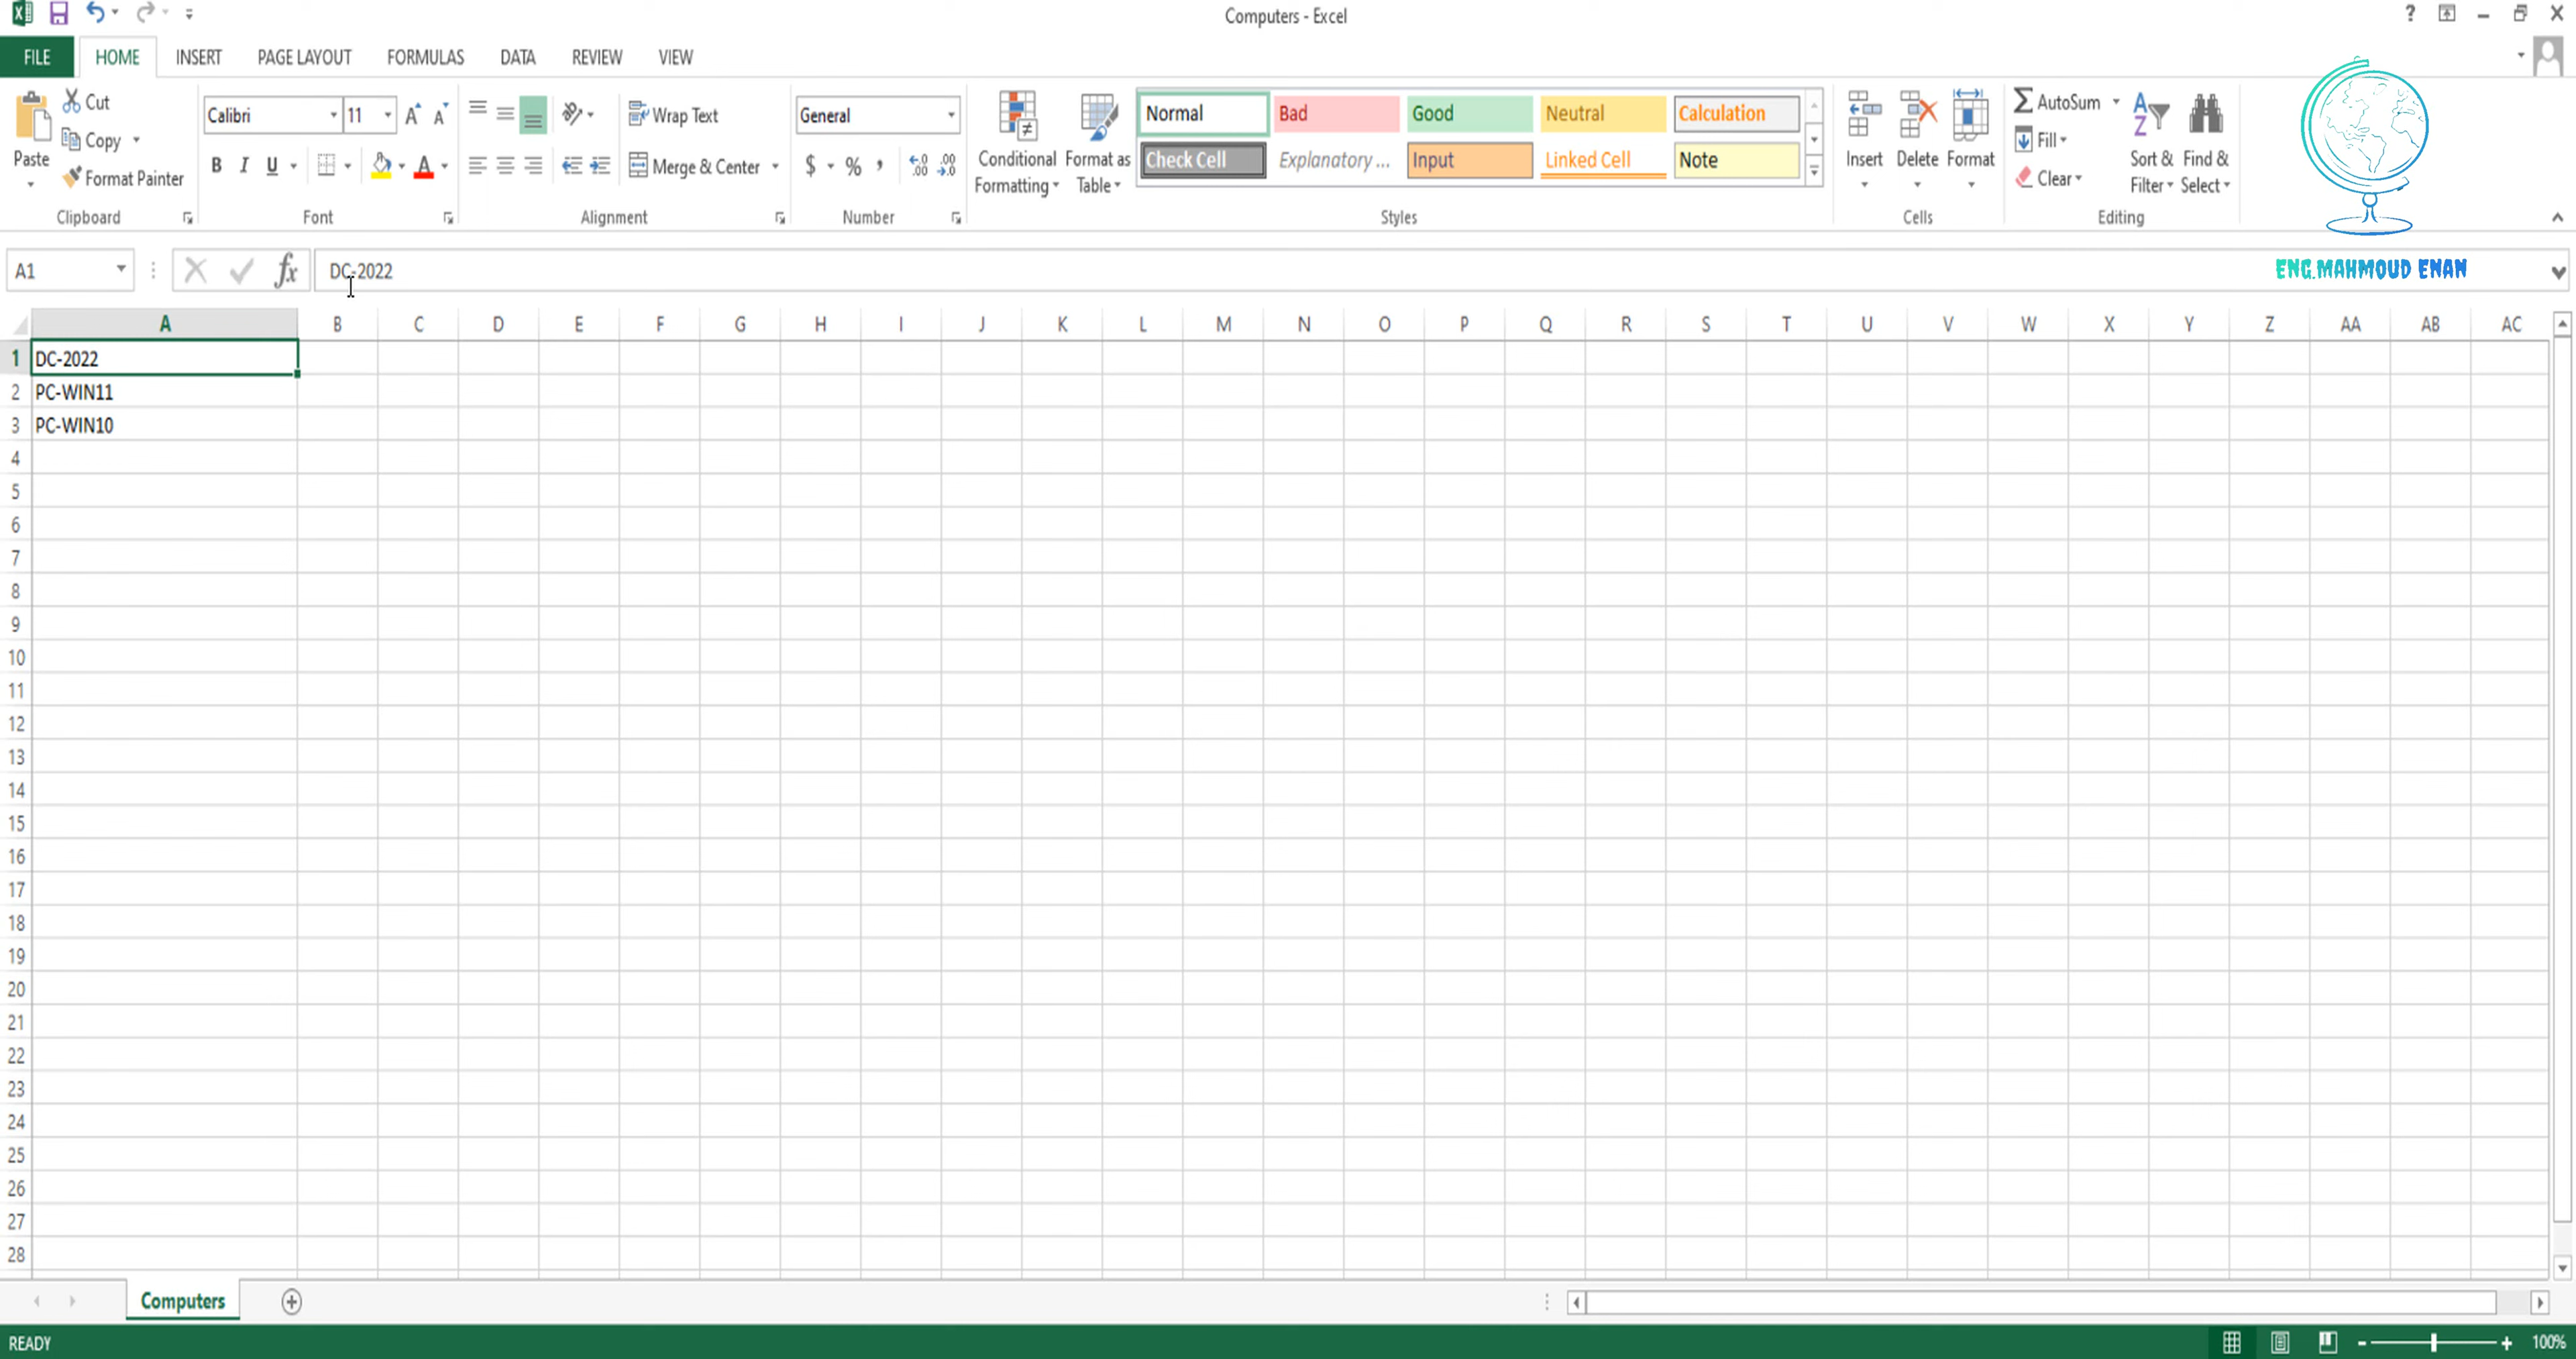 Computers - Excel
?
FILE HOME INSERT PAGE LAYOUT FORMULAS DATA REVIEW VIEW
Paste
Cut
Copy
Format Painter
Clipboard
Calibri 11
B I U
Font
Wrap Text
Merge & Center
Alignment
General
$ % ,
Number
Conditional Formatting
Format as Table
Normal Bad Good Neutral Calculation
Check Cell Explanatory ... Input Linked Cell Note
Styles
Insert Delete Format
Cells
AutoSum
Fill
Clear
Sort & Filter
Find & Select
Editing
ENG.MAHMOUD ENAN
A1 fx DC-2022
A B C D E F G H I J K L M N O P Q R S T U V W X Y Z AA AB AC
1 DC-2022
2 PC-WIN11
3 PC-WIN10
4
5
6
7
8
9
10
11
12
13
14
15
16
17
18
19
20
21
22
23
24
25
26
27
28
Computers
READY 100%